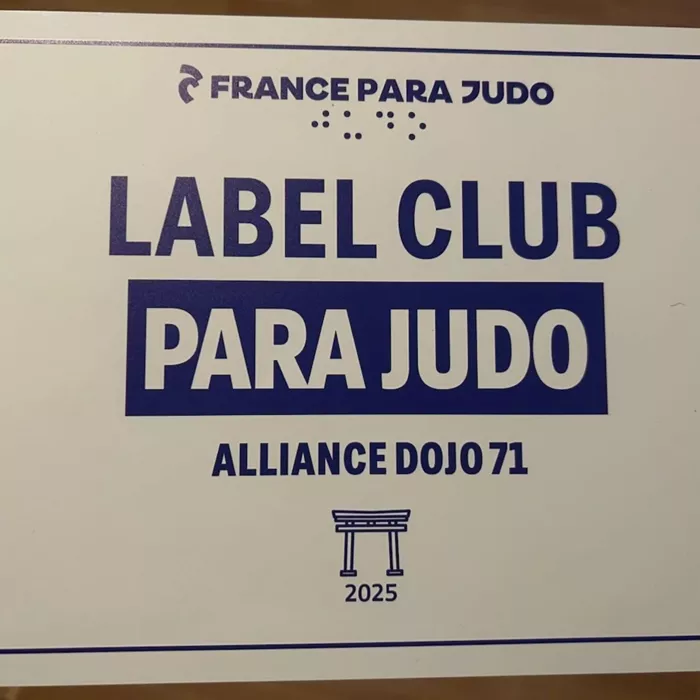 FRANCE PARA JUDO
⠚⠥⠙⠕
LABEL CLUB
PARA JUDO
ALLIANCE DOJO 71
2025